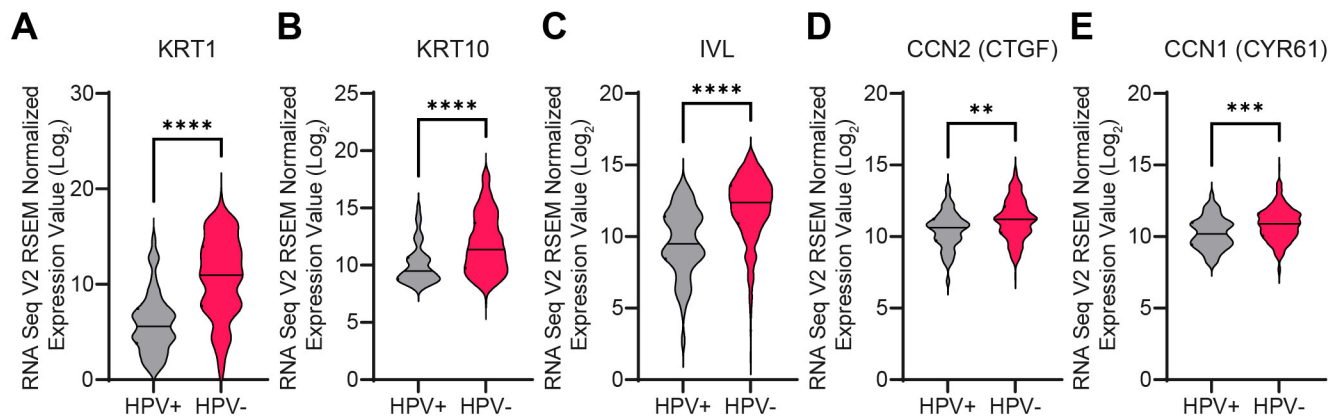 A
KRT1
RNA Seq V2 RSEM Normalized
Expression Value (Log2)
30
20
10
0
****
HPV+ HPV-
B
KRT10
RNA Seq V2 RSEM Normalized
Expression Value (Log2)
25
20
15
10
5
0
****
HPV+ HPV-
C
IVL
RNA Seq V2 RSEM Normalized
Expression Value (Log2)
20
15
10
5
0
****
HPV+ HPV-
D
CCN2 (CTGF)
RNA Seq V2 RSEM Normalized
Expression Value (Log2)
20
15
10
5
0
**
HPV+ HPV-
E
CCN1 (CYR61)
RNA Seq V2 RSEM Normalized
Expression Value (Log2)
20
15
10
5
0
***
HPV+ HPV-